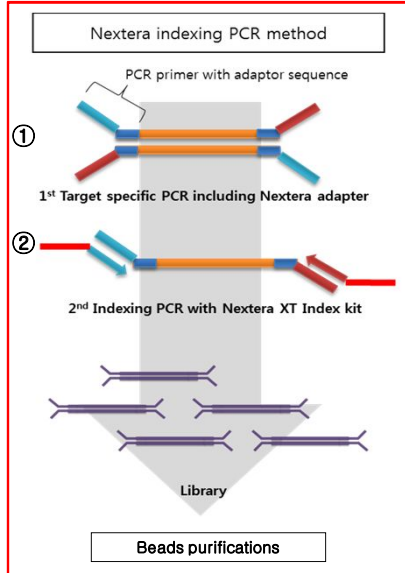 Nextera indexing PCR method
PCR primer with adaptor sequence
①
1st Target specific PCR including Nextera adapter
②
2nd Indexing PCR with Nextera XT Index kit
Library
Beads purifications